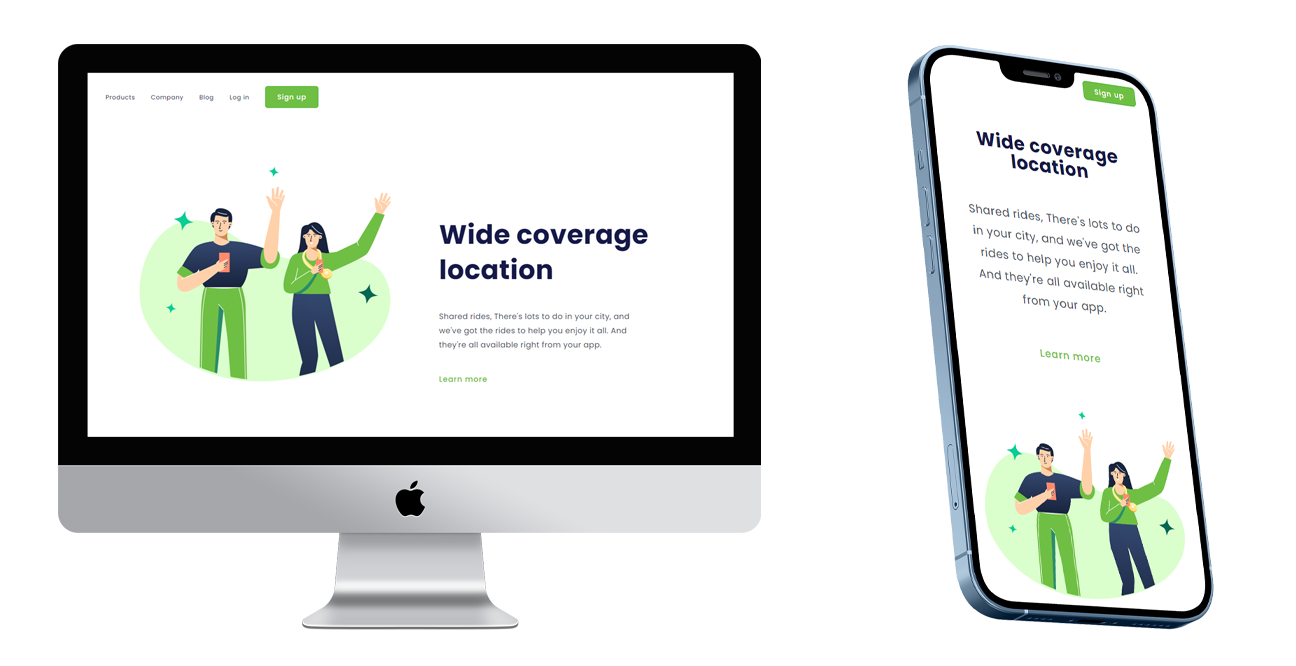 Products Company Blog Log in Sign up
Wide coverage
location
Shared rides, There's lots to do in your city, and
we've got the rides to help you enjoy it all. And
they're all available right from your app.
Learn more
Sign up
Wide coverage
location
Shared rides, There's lots to do
in your city, and we've got the
rides to help you enjoy it all.
And they're all available right
from your app.
Learn more